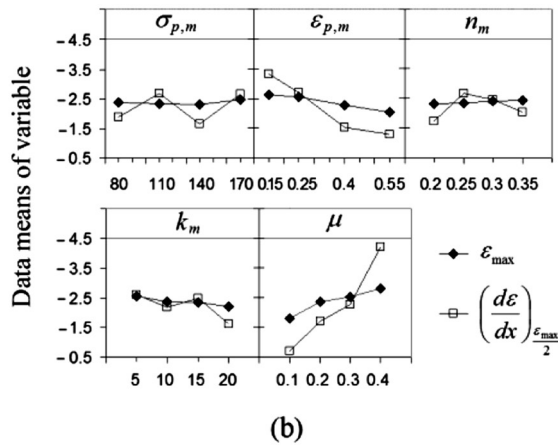 σp,m εp,m nm
− 4.5
− 3.5
− 2.5
− 1.5
− 0.5
80 110 140 170 0.15 0.25 0.4 0.55 0.2 0.25 0.3 0.35
Data means of variable
km μ
− 4.5
− 3.5
− 2.5
− 1.5
− 0.5
5 10 15 20 0.1 0.2 0.3 0.4
εmax
(dε/dx)εmax/2
(b)